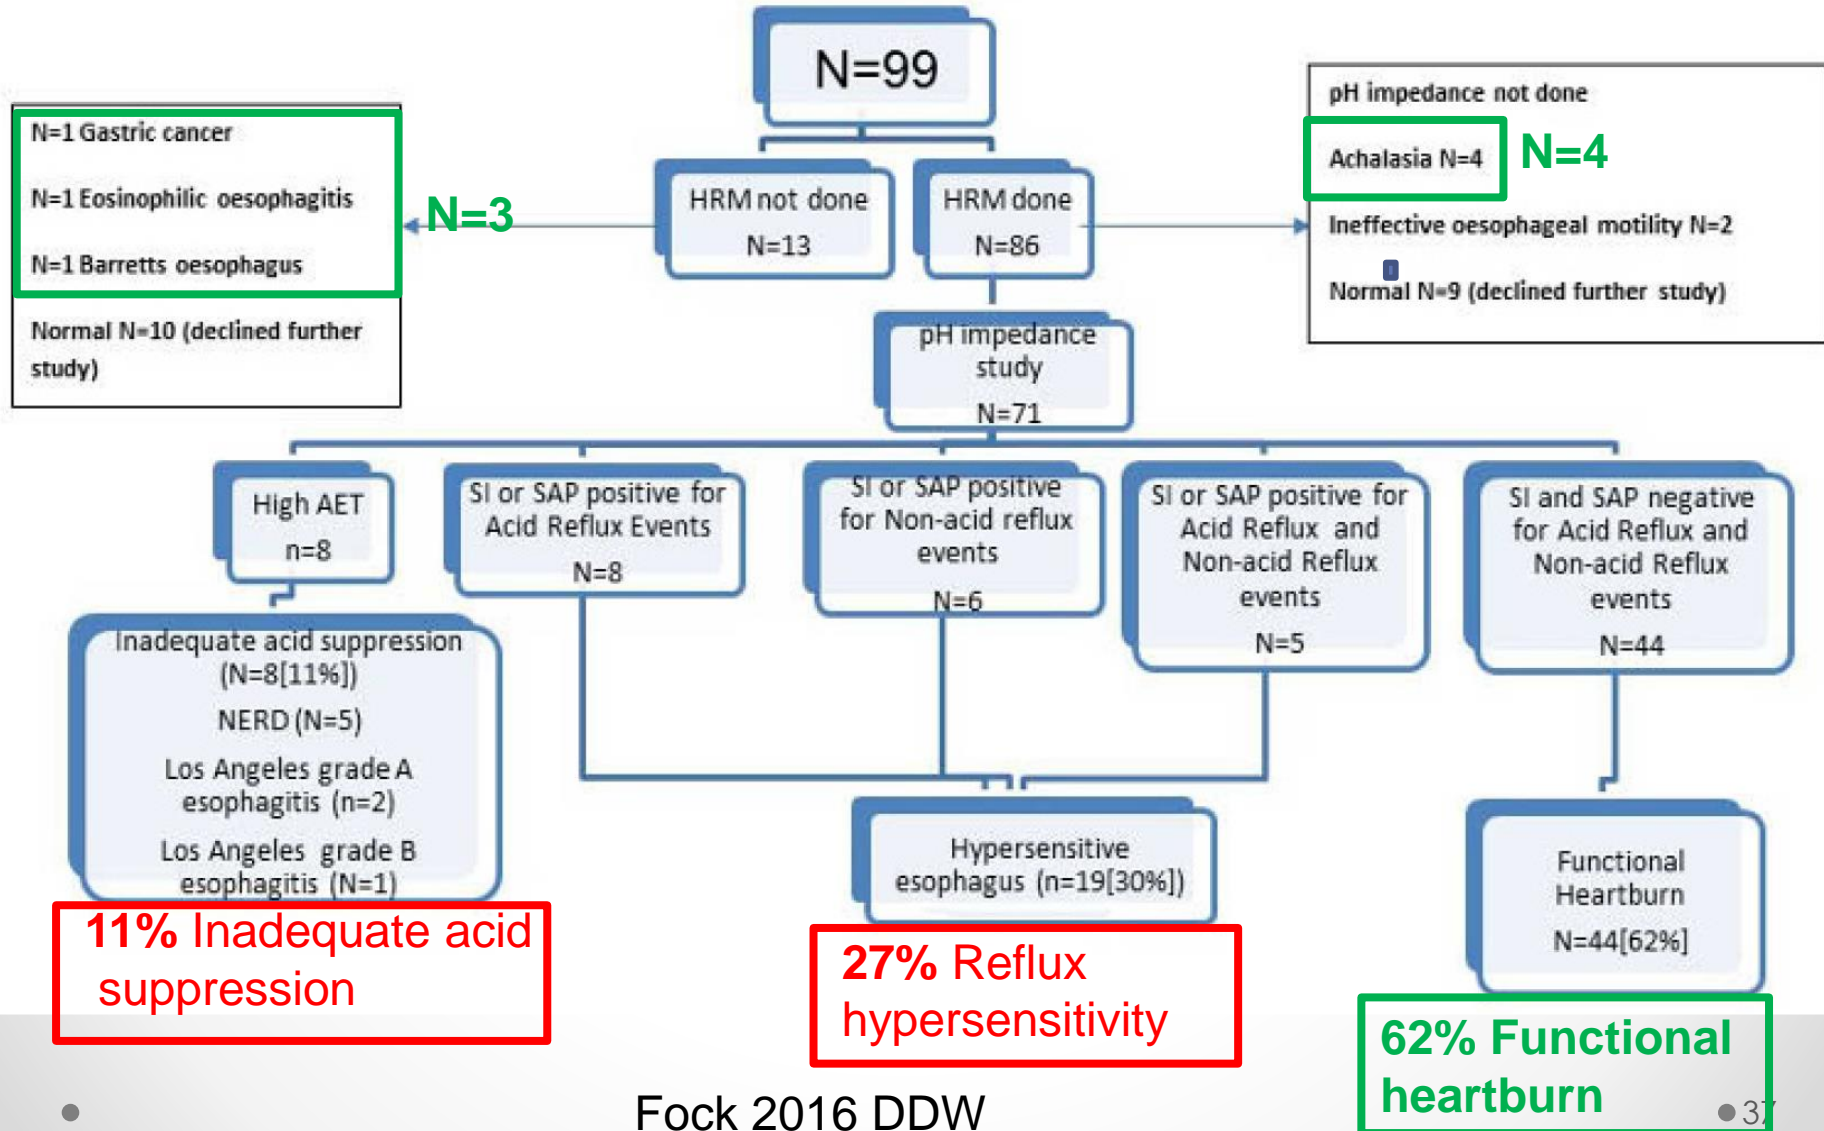 N=99
N=1 Gastric cancer
N=1 Eosinophilic oesophagitis
N=1 Barretts oesophagus
Normal N=10 (declined further
study)
N=3
HRM not done
N=13
HRM done
N=86
pH impedance not done
Achalasia N=4
N=4
Ineffective oesophageal motility N=2
Normal N=9 (declined further study)
pH impedance
study
N=71
High AET
n=8
SI or SAP positive for
Acid Reflux Events
N=8
SI or SAP positive
for Non-acid reflux
events
N=6
SI or SAP positive for
Acid Reflux and
Non-acid Reflux
events
N=5
SI and SAP negative
for Acid Reflux and
Non-acid Reflux
events
N=44
Inadequate acid suppression
(N=8[11%])
NERD (N=5)
Los Angeles grade A
esophagitis (n=2)
Los Angeles grade B
esophagitis (N=1)
Hypersensitive
esophagus (n=19[30%])
Functional
Heartburn
N=44[62%]
11% Inadequate acid
suppression
27% Reflux
hypersensitivity
62% Functional
heartburn
Fock 2016 DDW
37